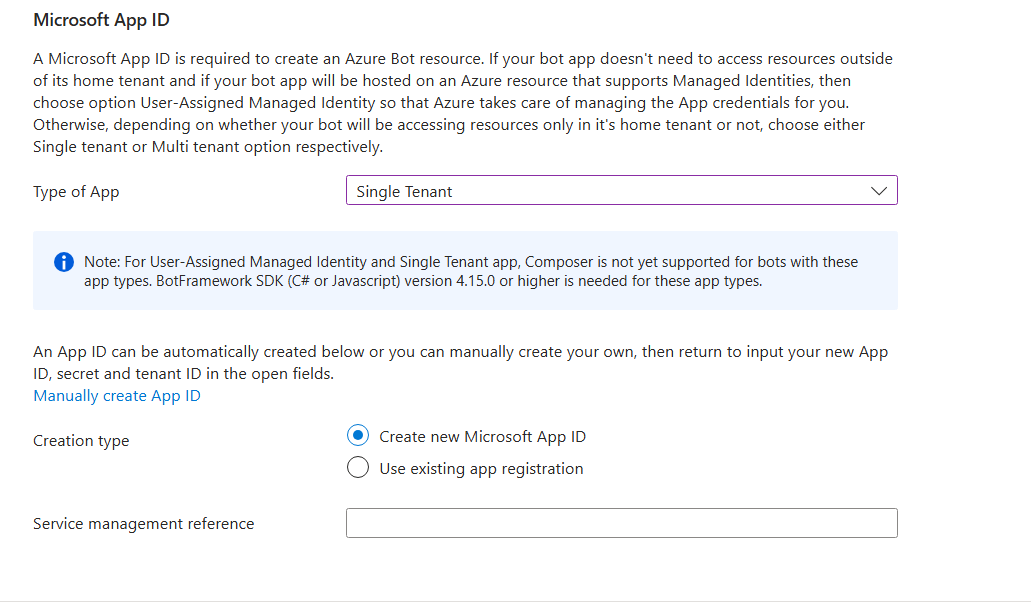 Microsoft App ID
A Microsoft App ID is required to create an Azure Bot resource. If your bot app doesn't need to access resources outside
of its home tenant and if your bot app will be hosted on an Azure resource that supports Managed Identities, then
choose option User-Assigned Managed Identity so that Azure takes care of managing the App credentials for you.
Otherwise, depending on whether your bot will be accessing resources only in it's home tenant or not, choose either
Single tenant or Multi tenant option respectively.
Type of App
Single Tenant
Note: For User-Assigned Managed Identity and Single Tenant app, Composer is not yet supported for bots with these
app types. BotFramework SDK (C# or Javascript) version 4.15.0 or higher is needed for these app types.
An App ID can be automatically created below or you can manually create your own, then return to input your new App
ID, secret and tenant ID in the open fields.
Manually create App ID
Creation type
Create new Microsoft App ID
Use existing app registration
Service management reference